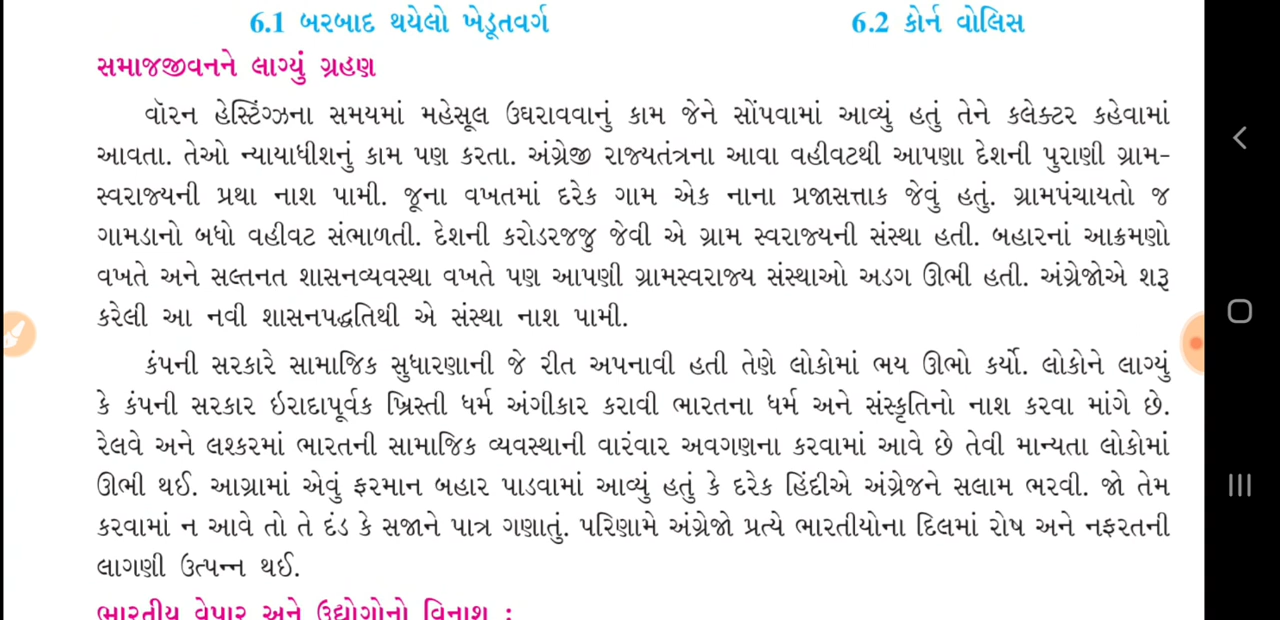 6.1 બરબાદ થયેલો ખેડૂતવર્ગ 6.2 કોર્ન વોલિસ
સમાજજીવનને લાગ્યું ગ્રહણ
વૉરન હેસ્ટિંગ્ઝના સમયમાં મહેસૂલ ઉઘરાવવાનું કામ જેને સોંપવામાં આવ્યું હતું તેને કલેક્ટર કહેવામાં
આવતા. તેઓ ન્યાયાધીશનું કામ પણ કરતા. અંગ્રેજી રાજ્યતંત્રના આવા વહીવટથી આપણા દેશની પુરાણી ગ્રામ-
સ્વરાજ્યની પ્રથા નાશ પામી. જૂના વખતમાં દરેક ગામ એક નાના પ્રજાસત્તાક જેવું હતું. ગ્રામપંચાયતો જ
ગામડાનો બધો વહીવટ સંભાળતી. દેશની કરોડરજ્જુ જેવી એ ગ્રામ સ્વરાજ્યની સંસ્થા હતી. બહારનાં આક્રમણો
વખતે અને સલ્તનત શાસનવ્યવસ્થા વખતે પણ આપણી ગ્રામસ્વરાજ્ય સંસ્થાઓ અડગ ઊભી હતી. અંગ્રેજોએ શરૂ
કરેલી આ નવી શાસનપદ્ધતિથી એ સંસ્થા નાશ પામી.
કંપની સરકારે સામાજિક સુધારણાની જે રીત અપનાવી હતી તેણે લોકોમાં ભય ઊભો કર્યો. લોકોને લાગ્યું
કે કંપની સરકાર ઇરાદાપૂર્વક ખ્રિસ્તી ધર્મ અંગીકાર કરાવી ભારતના ધર્મ અને સંસ્કૃતિનો નાશ કરવા માંગે છે.
રેલવે અને લશ્કરમાં ભારતની સામાજિક વ્યવસ્થાની વારંવાર અવગણના કરવામાં આવે છે તેવી માન્યતા લોકોમાં
ઊભી થઈ. આગ્રામાં એવું ફરમાન બહાર પાડવામાં આવ્યું હતું કે દરેક હિંદીએ અંગ્રેજને સલામ ભરવી. જો તેમ
કરવામાં ન આવે તો તે દંડ કે સજાને પાત્ર ગણાતું. પરિણામે અંગ્રેજો પ્રત્યે ભારતીયોના દિલમાં રોષ અને નફરતની
લાગણી ઉત્પન્ન થઈ.
ભારતીય વેપાર અને ઉદ્યોગોનો વિનાશ :